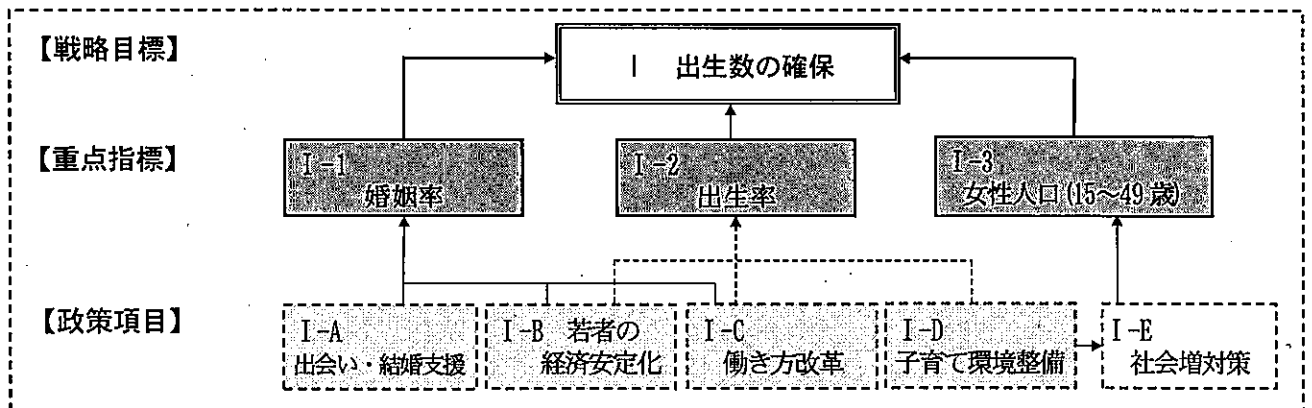 【戦略目標】
Ⅰ 出生数の確保
【重点指標】
Ⅰ-1
婚姻率
Ⅰ-2
出生率
Ⅰ-3
女性人口(15～49歳)
【政策項目】
Ⅰ-A
出会い・結婚支援
Ⅰ-B 若者の
経済安定化
Ⅰ-C
働き方改革
Ⅰ-D
子育て環境整備
Ⅰ-E
社会増対策